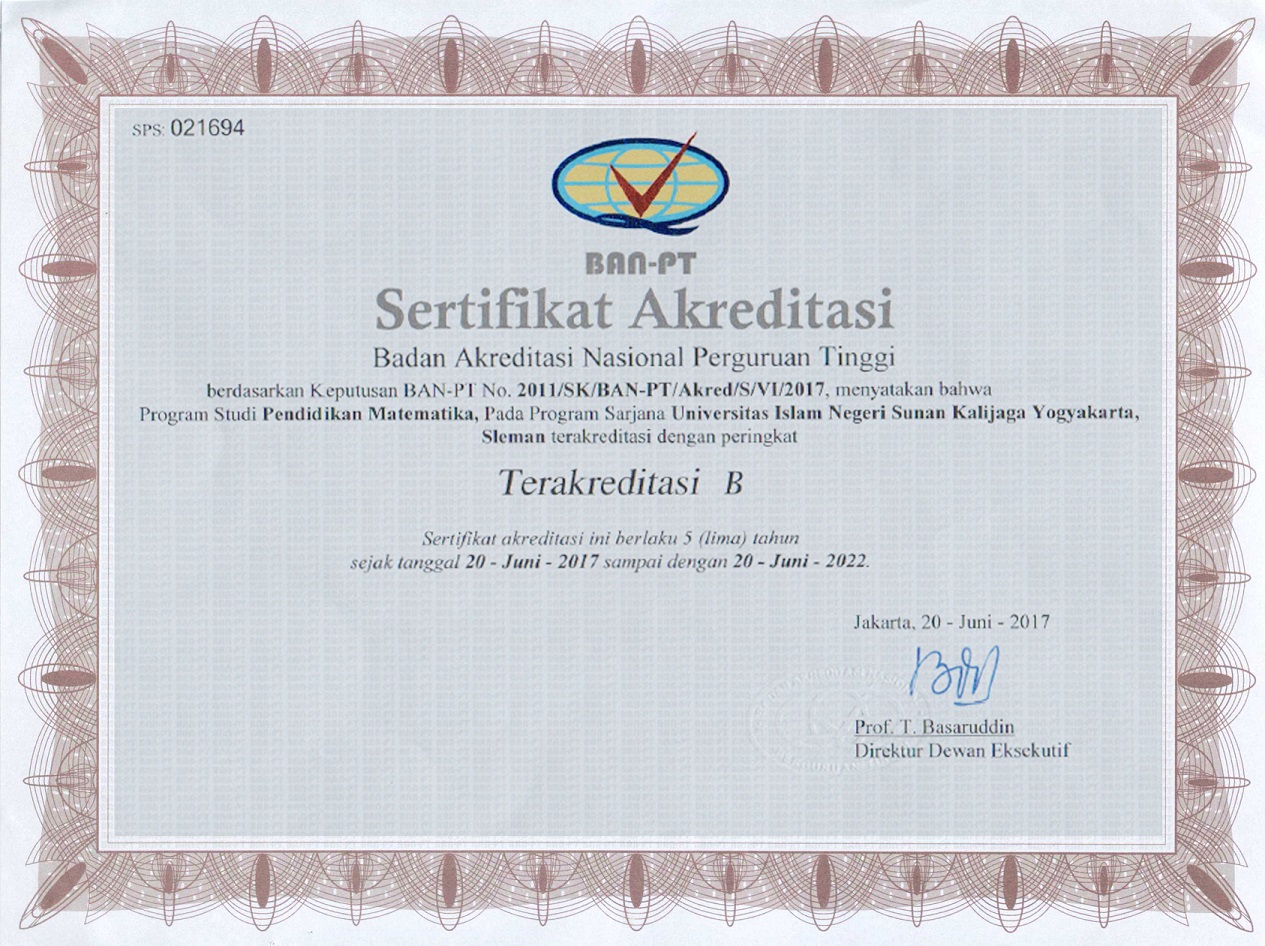 SPS: 021694
BAN-PT
Sertifikat Akreditasi
Badan Akreditasi Nasional Perguruan Tinggi
berdasarkan Keputusan BAN-PT No. 2011/SK/BAN-PT/Akred/S/VI/2017, menyatakan bahwa
Program Studi Pendidikan Matematika, Pada Program Sarjana Universitas Islam Negeri Sunan Kalijaga Yogyakarta,
Sleman terakreditasi dengan peringkat
Terakreditasi B
Sertifikat akreditasi ini berlaku 5 (lima) tahun
sejak tanggal 20 - Juni - 2017 sampai dengan 20 - Juni - 2022.
Jakarta, 20 - Juni - 2017
Prof. T. Basaruddin
Direktur Dewan Eksekutif